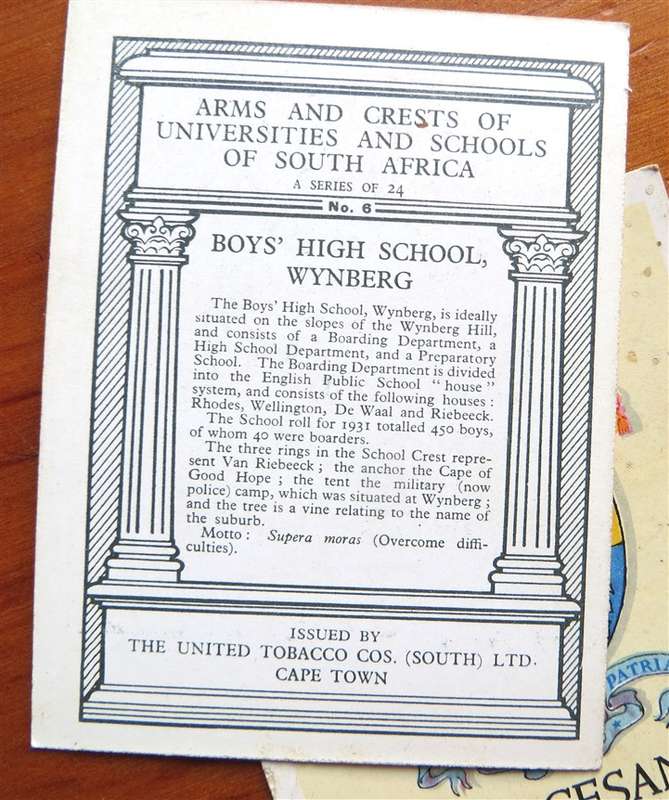 ARMS AND CRESTS OF
UNIVERSITIES AND SCHOOLS
OF SOUTH AFRICA
A SERIES OF 24
No. 6
BOYS' HIGH SCHOOL,
WYNBERG
The Boys' High School, Wynberg, is ideally
situated on the slopes of the Wynberg Hill,
and consists of a Boarding Department, a
High School Department, and a Preparatory
School. The Boarding Department is divided
into the English Public School "house"
system, and consists of the following houses:
Rhodes, Wellington, De Waal and Riebeeck.
The School roll for 1931 totalled 450 boys,
of whom 40 were boarders.
The three rings in the School Crest repre-
sent Van Riebeeck; the anchor the Cape of
Good Hope; the tent the military (now
police) camp, which was situated at Wynberg;
and the tree is a vine relating to the name of
the suburb.
Motto: Supera moras (Overcome diffi-
culties).
ISSUED BY
THE UNITED TOBACCO COS. (SOUTH) LTD.
CAPE TOWN
PATRIA